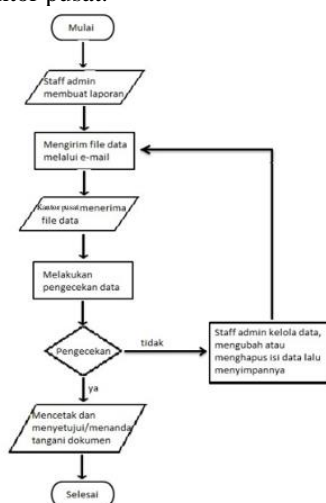 ntor pusat.
Mulai
Staff admin
membuat laporan
Mengirim file data
melalui e-mail
Kantor pusat menerima
file data
Melakukan
pengecekan data
Pengecekan
tidak
Staff admin kelola data,
mengubah atau
menghapus isi data lalu
menyimpannya
ya
Mencetak dan
menyetujui/menanda
tangani dokumen
Selesai